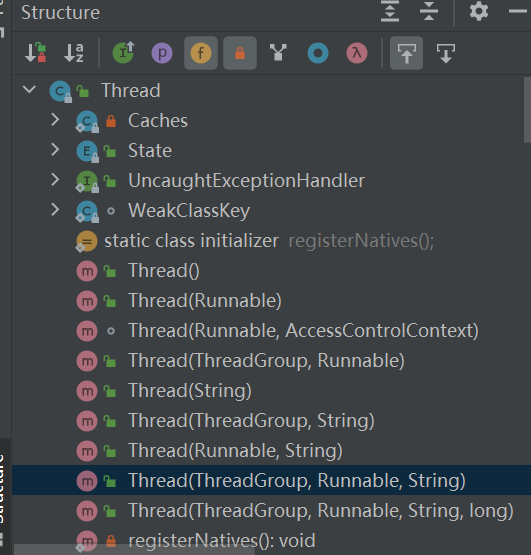 Structure
Thread
Caches
State
UncaughtExceptionHandler
WeakClassKey
static class initializer registerNatives();
Thread()
Thread(Runnable)
Thread(Runnable, AccessControlContext)
Thread(ThreadGroup, Runnable)
Thread(String)
Thread(ThreadGroup, String)
Thread(Runnable, String)
Thread(ThreadGroup, Runnable, String)
Thread(ThreadGroup, Runnable, String, long)
registerNatives(): void